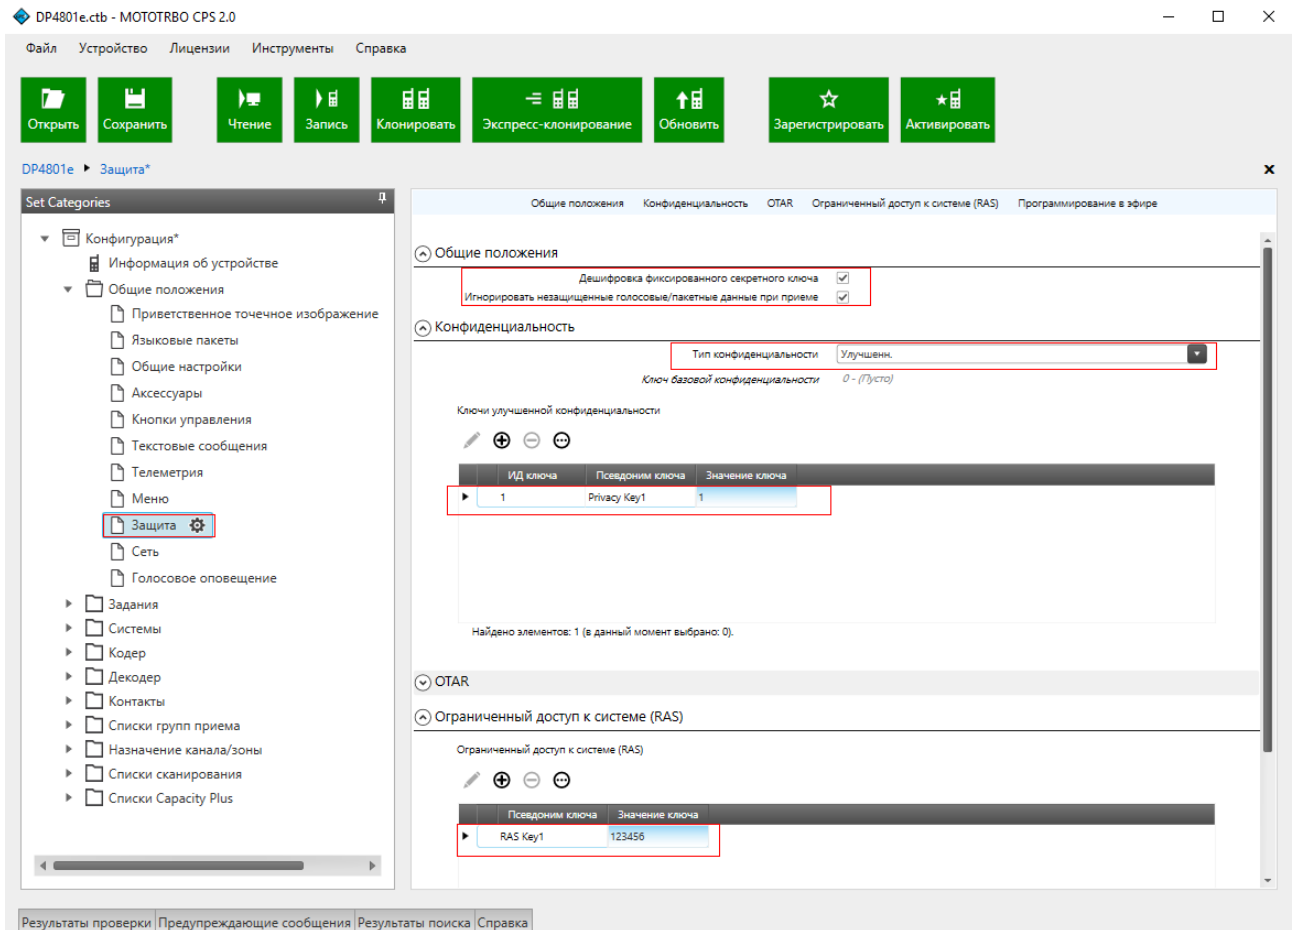 DP4801e.ctb - MOTOTRBO CPS 2.0
Файл Устройство Лицензии Инструменты Справка
Открыть Сохранить Чтение Запись Клонировать Экспресс-клонирование Обновить Зарегистрировать Активировать
DP4801e Защита*
Set Categories
Конфигурация*
Информация об устройстве
Общие положения
Приветственное точечное изображение
Языковые пакеты
Общие настройки
Аксессуары
Кнопки управления
Текстовые сообщения
Телеметрия
Меню
Защита
Сеть
Голосовое оповещение
Задания
Системы
Кодер
Декодер
Контакты
Списки групп приема
Назначение канала/зоны
Списки сканирования
Списки Capacity Plus
Общие положения Конфиденциальность OTAR Ограниченный доступ к системе (RAS) Программирование в эфире
Общие положения
Дешифровка фиксированного секретного ключа
Игнорировать незащищенные голосовые/пакетные данные при приеме
Конфиденциальность
Тип конфиденциальности Улучшенн.
Ключ базовой конфиденциальности 0 - (Пусто)
Ключи улучшенной конфиденциальности
ИД ключа Псевдоним ключа Значение ключа
1 Privacy Key1 1
Найдено элементов: 1 (в данный момент выбрано: 0).
OTAR
Ограниченный доступ к системе (RAS)
Ограниченный доступ к системе (RAS)
Псевдоним ключа Значение ключа
RAS Key1 123456
Результаты проверки Предупреждающие сообщения Результаты поиска Справка